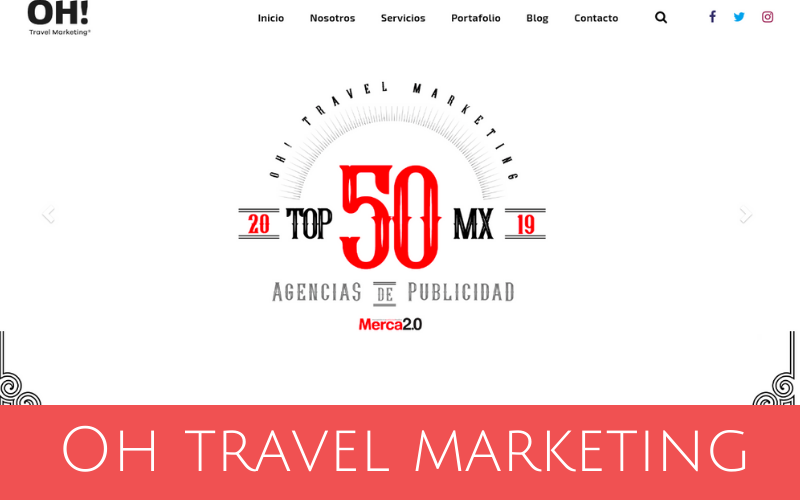 OH!
Travel Marketing®
Inicio Nosotros Servicios Portafolio Blog Contacto
OH! TRAVEL MARKETING
20 TOP 50 MX 19
AGENCIAS DE PUBLICIDAD
Merca2.0
OH TRAVEL MARKETING